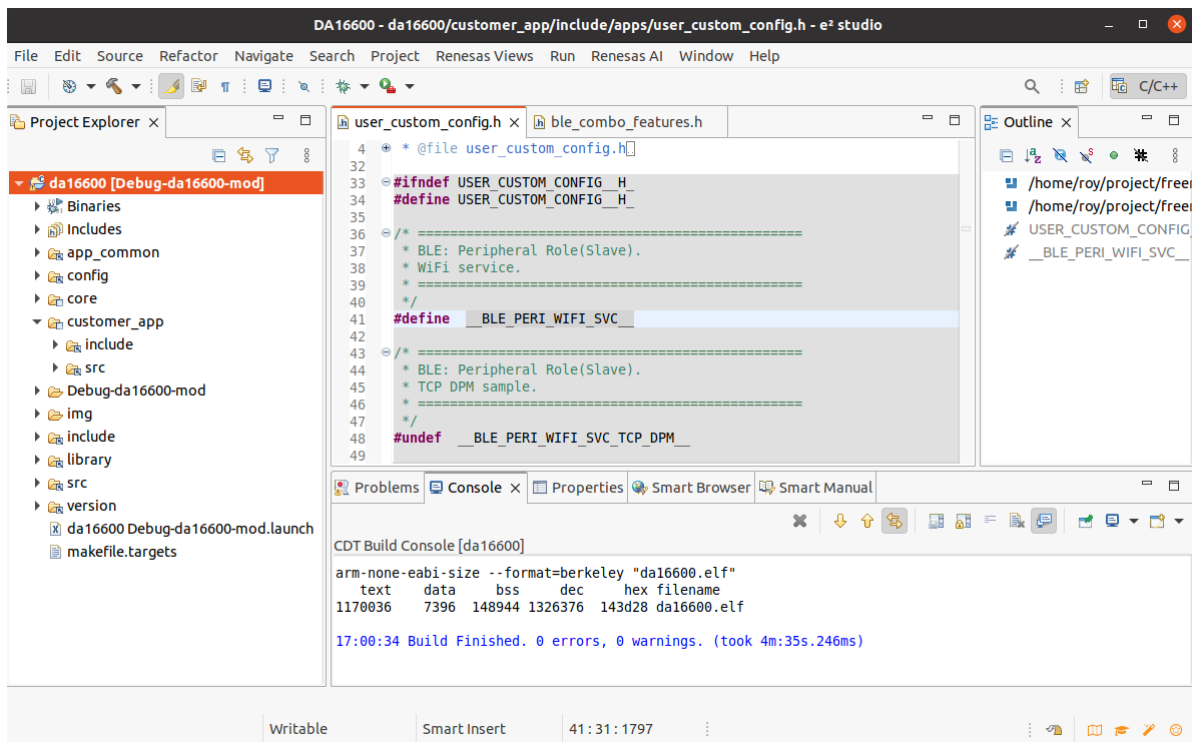 DA16600 - da16600/customer_app/include/apps/user_custom_config.h - e² studio
File Edit Source Refactor Navigate Search Project Renesas Views Run Renesas AI Window Help
C/C++
Project Explorer
da16600 [Debug-da16600-mod]
Binaries
Includes
app_common
config
core
customer_app
include
src
Debug-da16600-mod
img
include
library
src
version
da16600 Debug-da16600-mod.launch
makefile.targets
user_custom_config.h ble_combo_features.h
4 * @file user_custom_config.h
32
33 #ifndef USER_CUSTOM_CONFIG__H_
34 #define USER_CUSTOM_CONFIG__H_
35
36 /* ===============================================
37 * BLE: Peripheral Role(Slave).
38 * WiFi service.
39 * ===============================================
40 */
41 #define __BLE_PERI_WIFI_SVC__
42
43 /* ===============================================
44 * BLE: Peripheral Role(Slave).
45 * TCP DPM sample.
46 * ===============================================
47 */
48 #undef __BLE_PERI_WIFI_SVC_TCP_DPM__
49
Outline
/home/roy/project/freer
/home/roy/project/freer
USER_CUSTOM_CONFIG_
__BLE_PERI_WIFI_SVC__
Problems Console Properties Smart Browser Smart Manual
CDT Build Console [da16600]
arm-none-eabi-size --format=berkeley "da16600.elf"
text data bss dec hex filename
1170036 7396 148944 1326376 143d28 da16600.elf
17:00:34 Build Finished. 0 errors, 0 warnings. (took 4m:35s.246ms)
Writable Smart Insert 41 : 31 : 1797